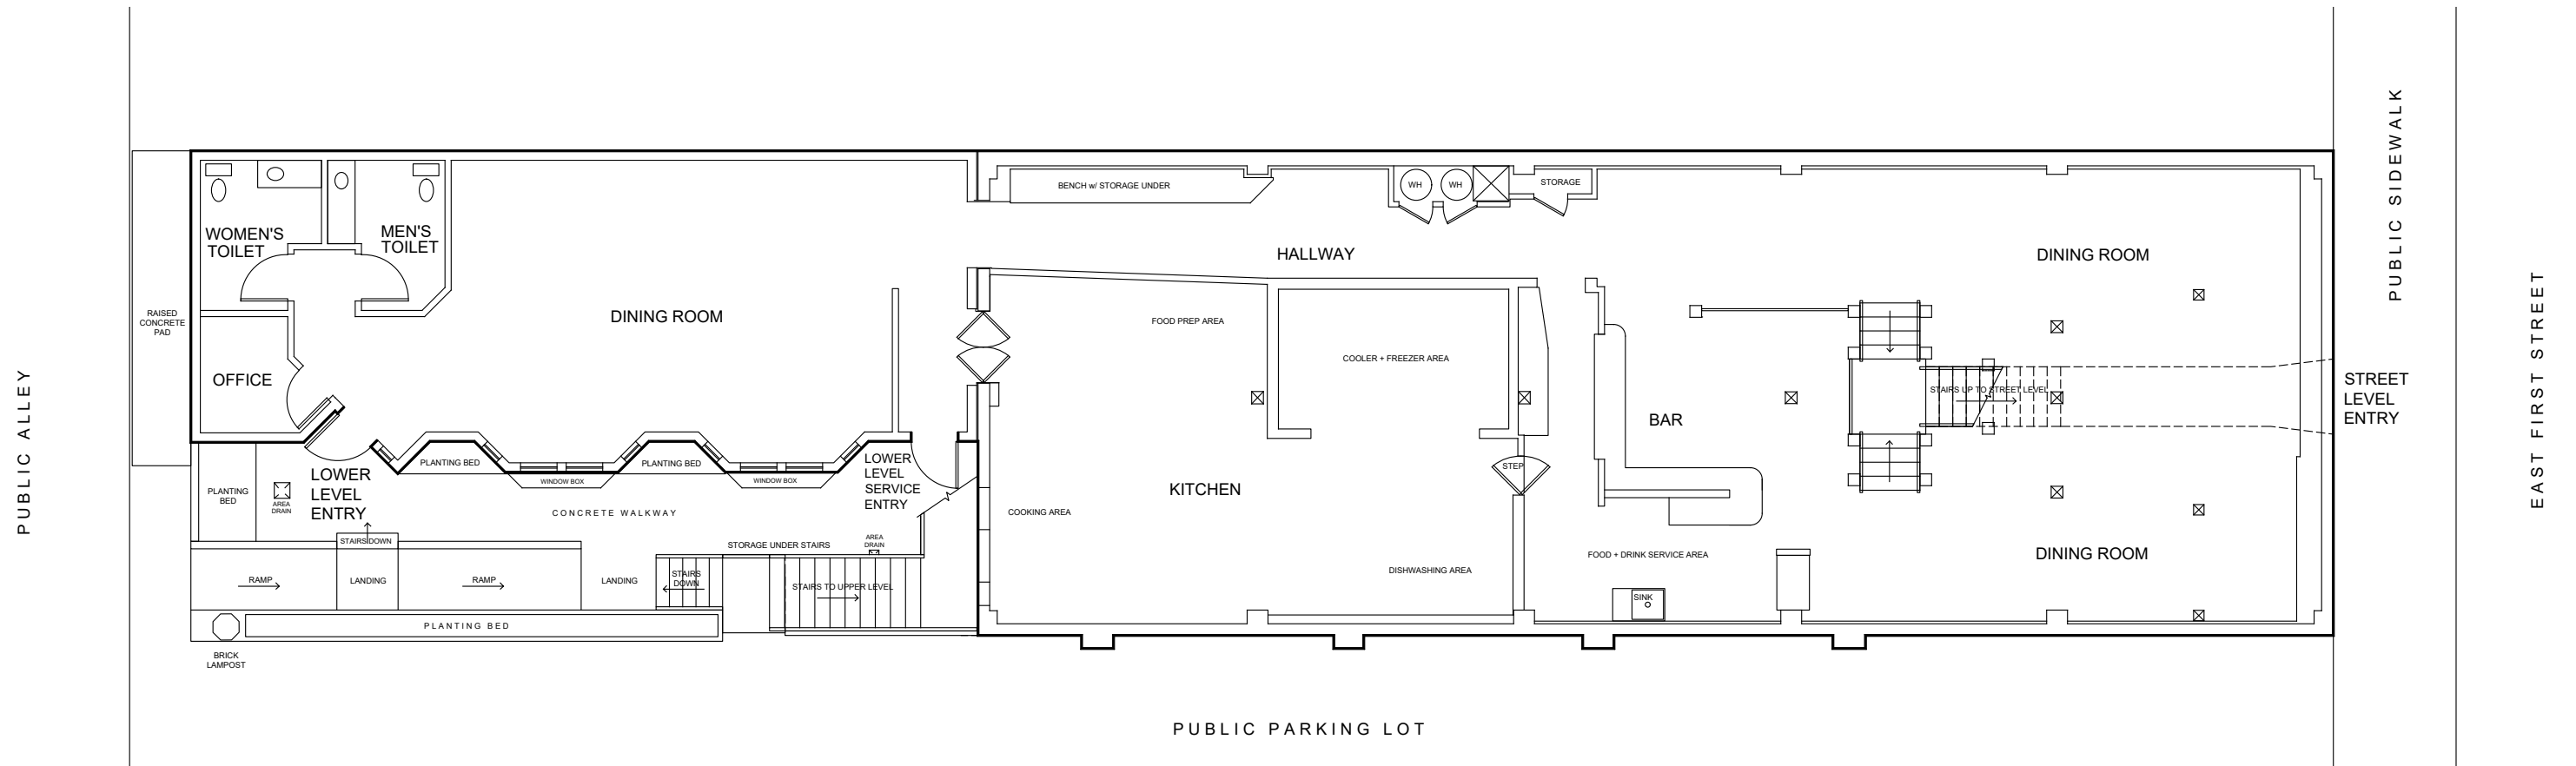 PUBLIC ALLEY
RAISED
CONCRETE
PAD
WOMEN'S
TOILET
MEN'S
TOILET
OFFICE
DINING ROOM
BENCH w/ STORAGE UNDER
WH
WH
STORAGE
HALLWAY
DINING ROOM
FOOD PREP AREA
COOLER + FREEZER AREA
BAR
STAIRS UP TO STREET LEVEL
STREET
LEVEL
ENTRY
PUBLIC SIDEWALK
EAST FIRST STREET
PLANTING BED
PLANTING BED
WINDOW BOX
WINDOW BOX
LOWER
LEVEL
SERVICE
ENTRY
LOWER
LEVEL
ENTRY
PLANTING
BED
AREA
DRAIN
CONCRETE WALKWAY
KITCHEN
STEP
COOKING AREA
STAIRS DOWN
STORAGE UNDER STAIRS
AREA
DRAIN
FOOD + DRINK SERVICE AREA
DINING ROOM
DISHWASHING AREA
RAMP
LANDING
RAMP
LANDING
STAIRS
DOWN
STAIRS TO UPPER LEVEL
SINK
PLANTING BED
BRICK
LAMPOST
PUBLIC PARKING LOT